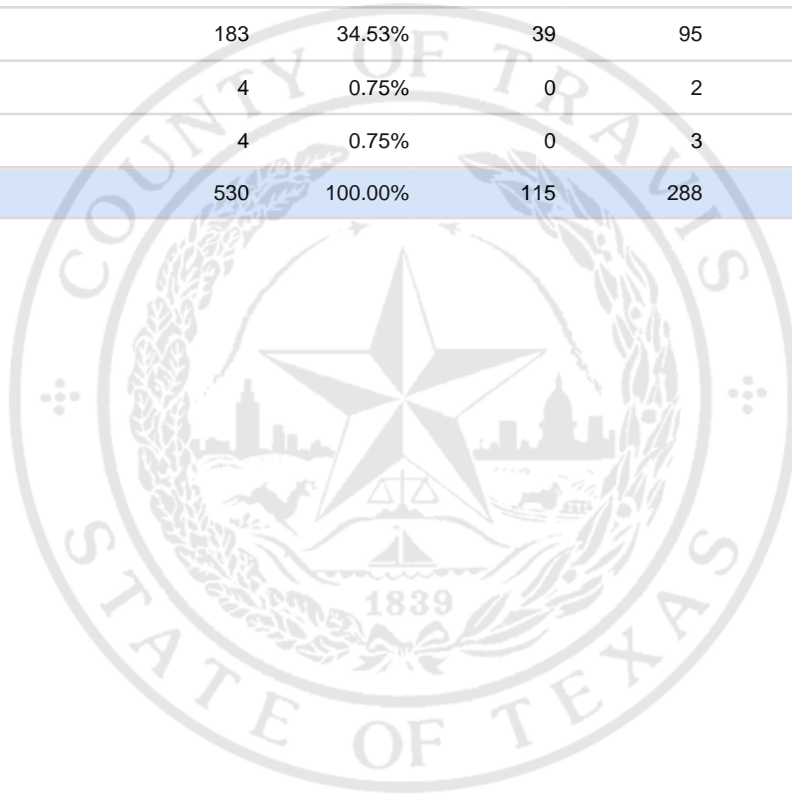 183 34.53% 39 95
4 0.75% 0 2
4 0.75% 0 3
530 100.00% 115 288
COUNTY OF TRAVIS
1839
STATE OF TEXAS